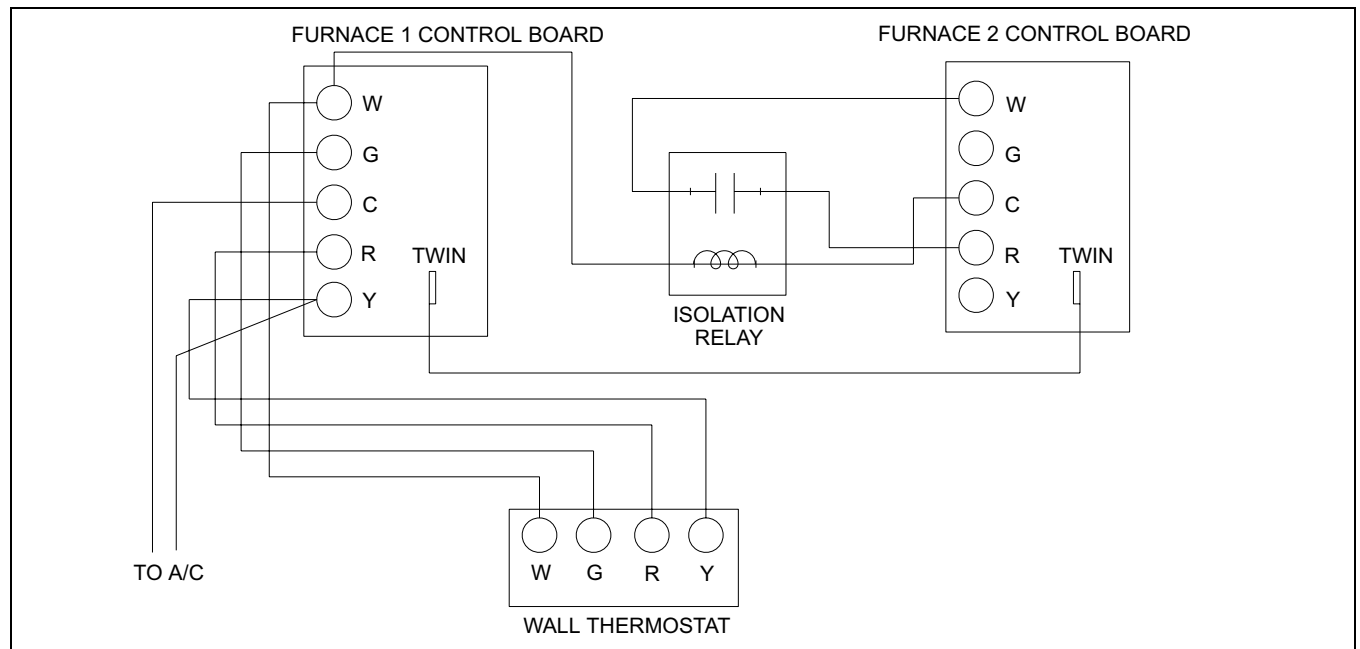 FURNACE 1 CONTROL BOARD
W
G
C
R
Y
TWIN
FURNACE 2 CONTROL BOARD
W
G
C
R
Y
TWIN
ISOLATION
RELAY
TO A/C
W G R Y
WALL THERMOSTAT